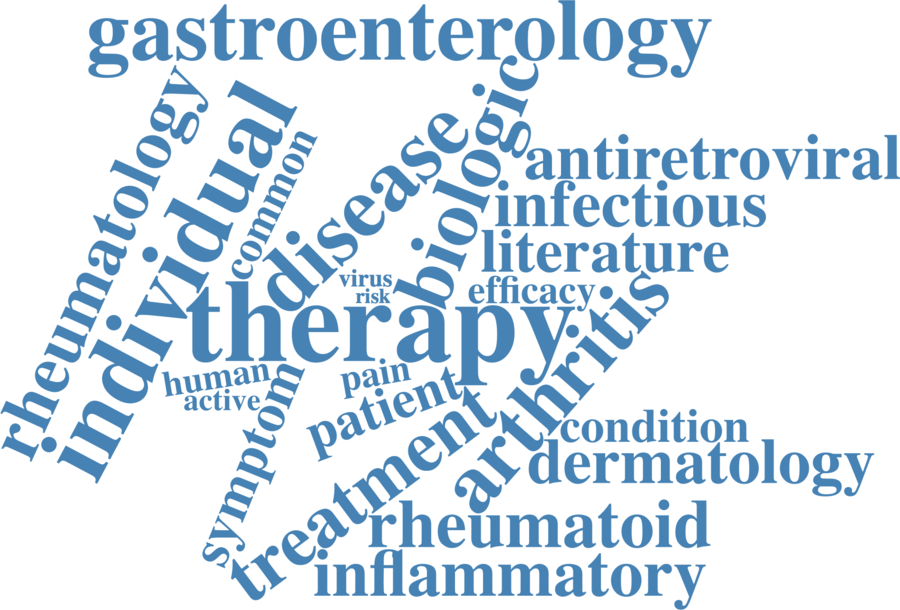 gastroenterology
rheumatology
individual
common
disease
biologic
antiretroviral
infectious
literature
virus
risk
efficacy
therapy
arthritis
human
active
pain
patient
symptom
treatment
condition
dermatology
rheumatoid
inflammatory